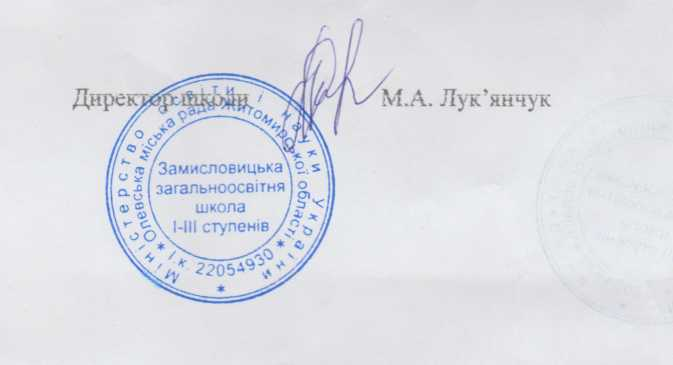 Директор школи М.А. Лук’янчук
Міністерство освіти і науки України
Олевська міська рада Житомирської області
Замисловицька
загальноосвітня
школа
І-ІІІ ступенів
І.к. 22054930